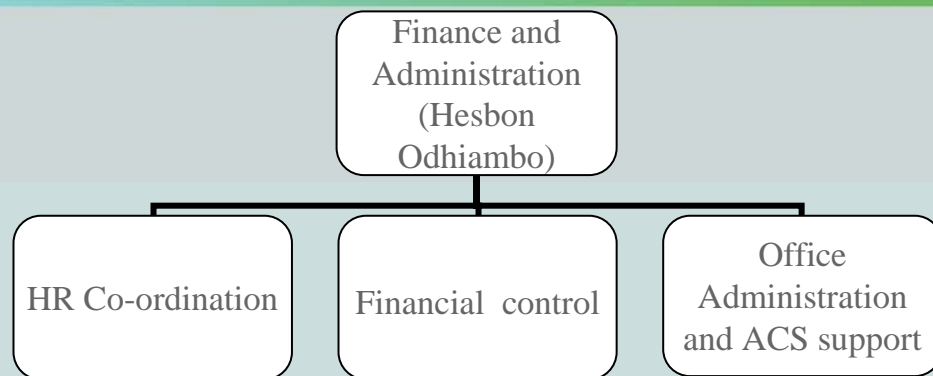 Finance and
Administration
(Hesbon
Odhiambo)
HR Co-ordination
Financial control
Office
Administration
and ACS support